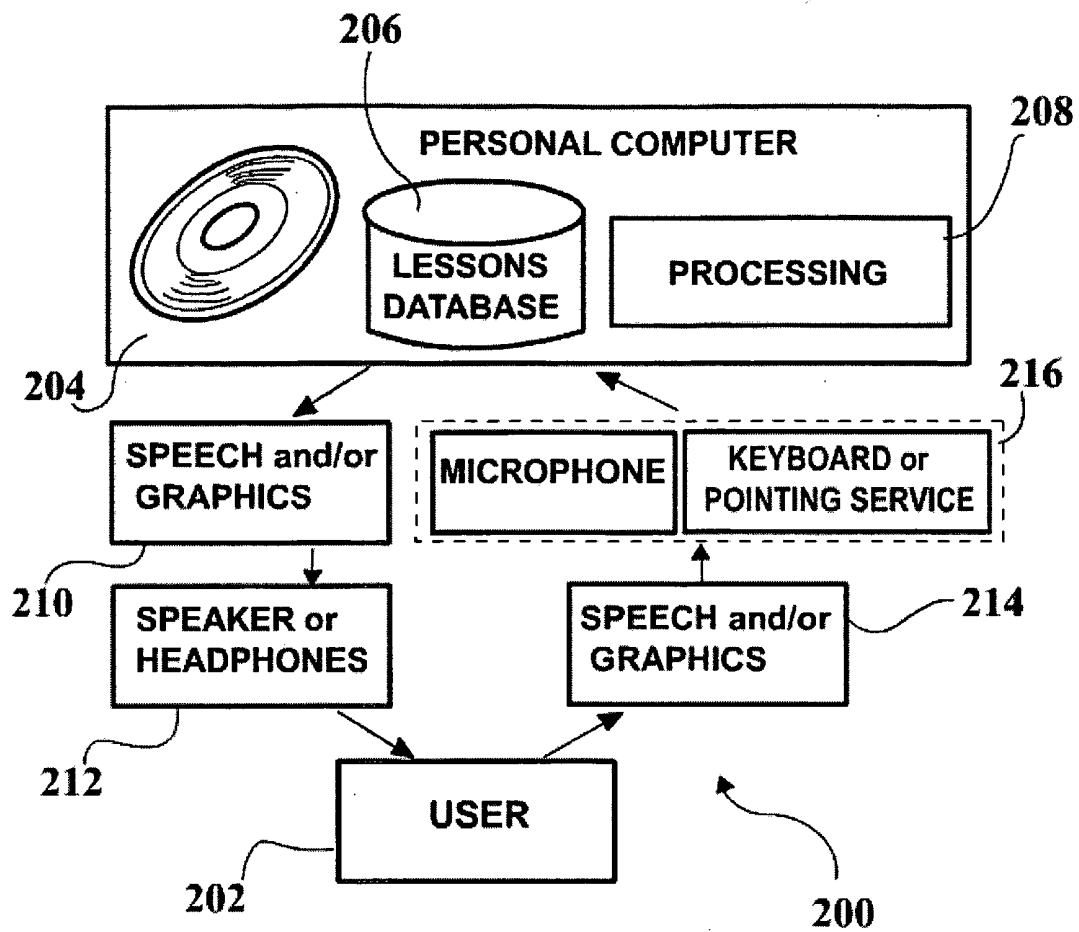 206
208
PERSONAL COMPUTER
LESSONS
DATABASE
PROCESSING
204
216
SPEECH and/or
GRAPHICS
MICROPHONE
KEYBOARD or
POINTING SERVICE
210
214
SPEAKER or
HEADPHONES
SPEECH and/or
GRAPHICS
212
USER
202
200